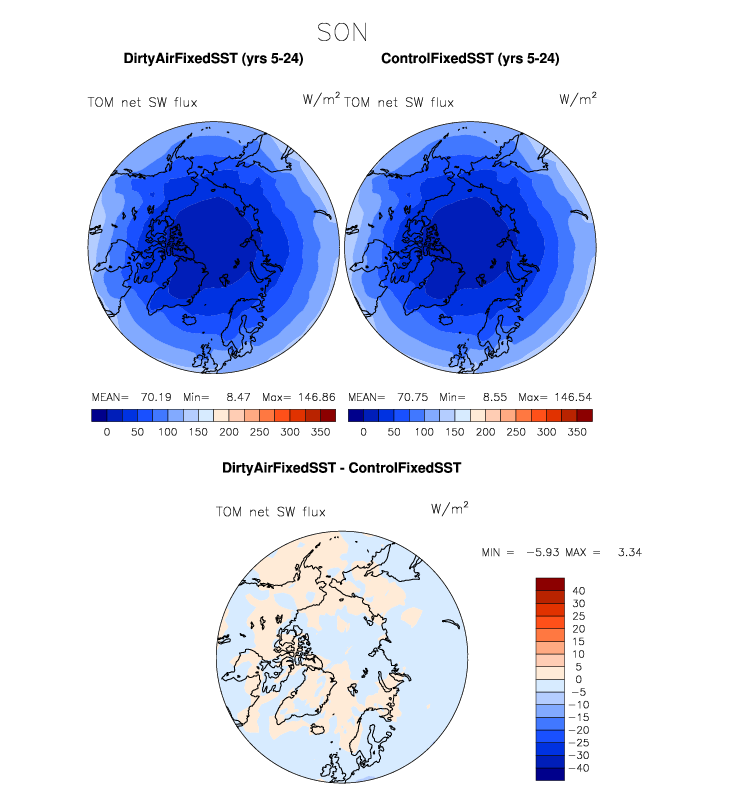 SON
DirtyAirFixedSST (yrs 5-24) ControlFixedSST (yrs 5-24)
TOM net SW flux W/m² TOM net SW flux W/m²
MEAN= 70.19 Min= 8.47 Max= 146.86 MEAN= 70.75 Min= 8.55 Max= 146.54
0 50 100 150 200 250 300 350 0 50 100 150 200 250 300 350
DirtyAirFixedSST - ControlFixedSST
TOM net SW flux W/m²
MIN = −5.93 MAX = 3.34
40
30
25
20
15
10
5
0
−5
−10
−15
−20
−25
−30
−40